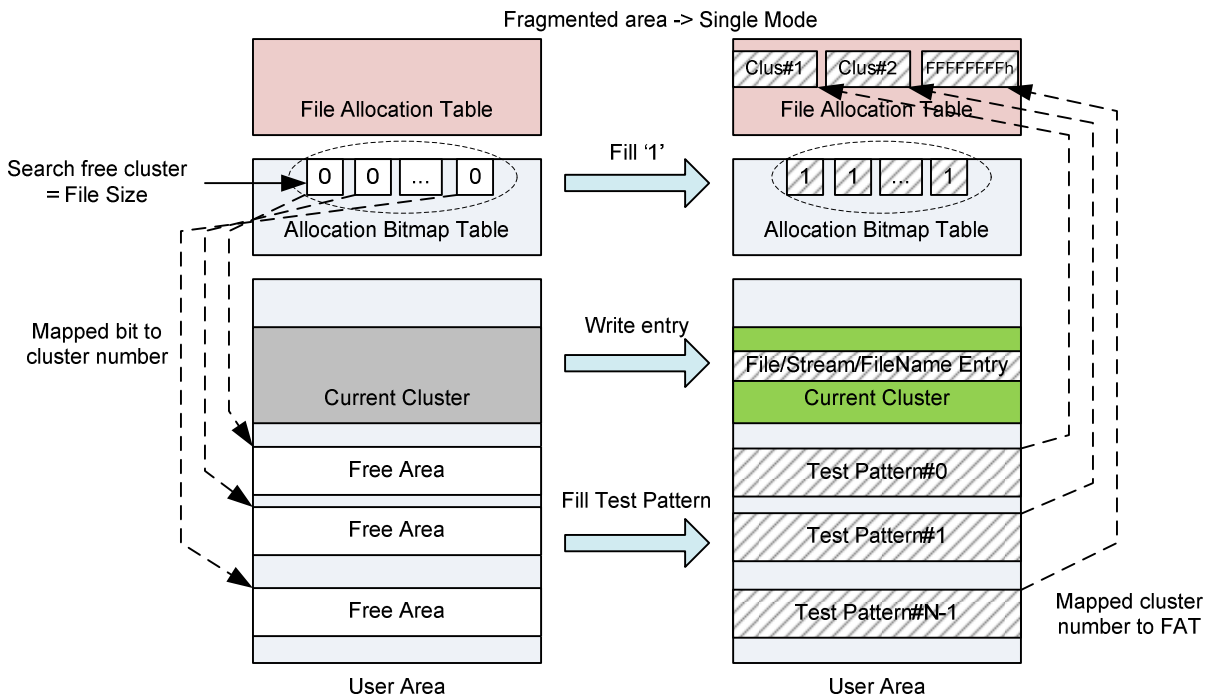 Fragmented area -> Single Mode
File Allocation Table
Clus#1 Clus#2 FFFFFFFFh
File Allocation Table
Search free cluster
= File Size
0 0 ... 0
Allocation Bitmap Table
Fill ‘1’
1 1 ... 1
Allocation Bitmap Table
Mapped bit to
cluster number
Current Cluster
Write entry
File/Stream/FileName Entry
Current Cluster
Free Area
Free Area
Free Area
Fill Test Pattern
Test Pattern#0
Test Pattern#1
Test Pattern#N-1
Mapped cluster
number to FAT
User Area
User Area